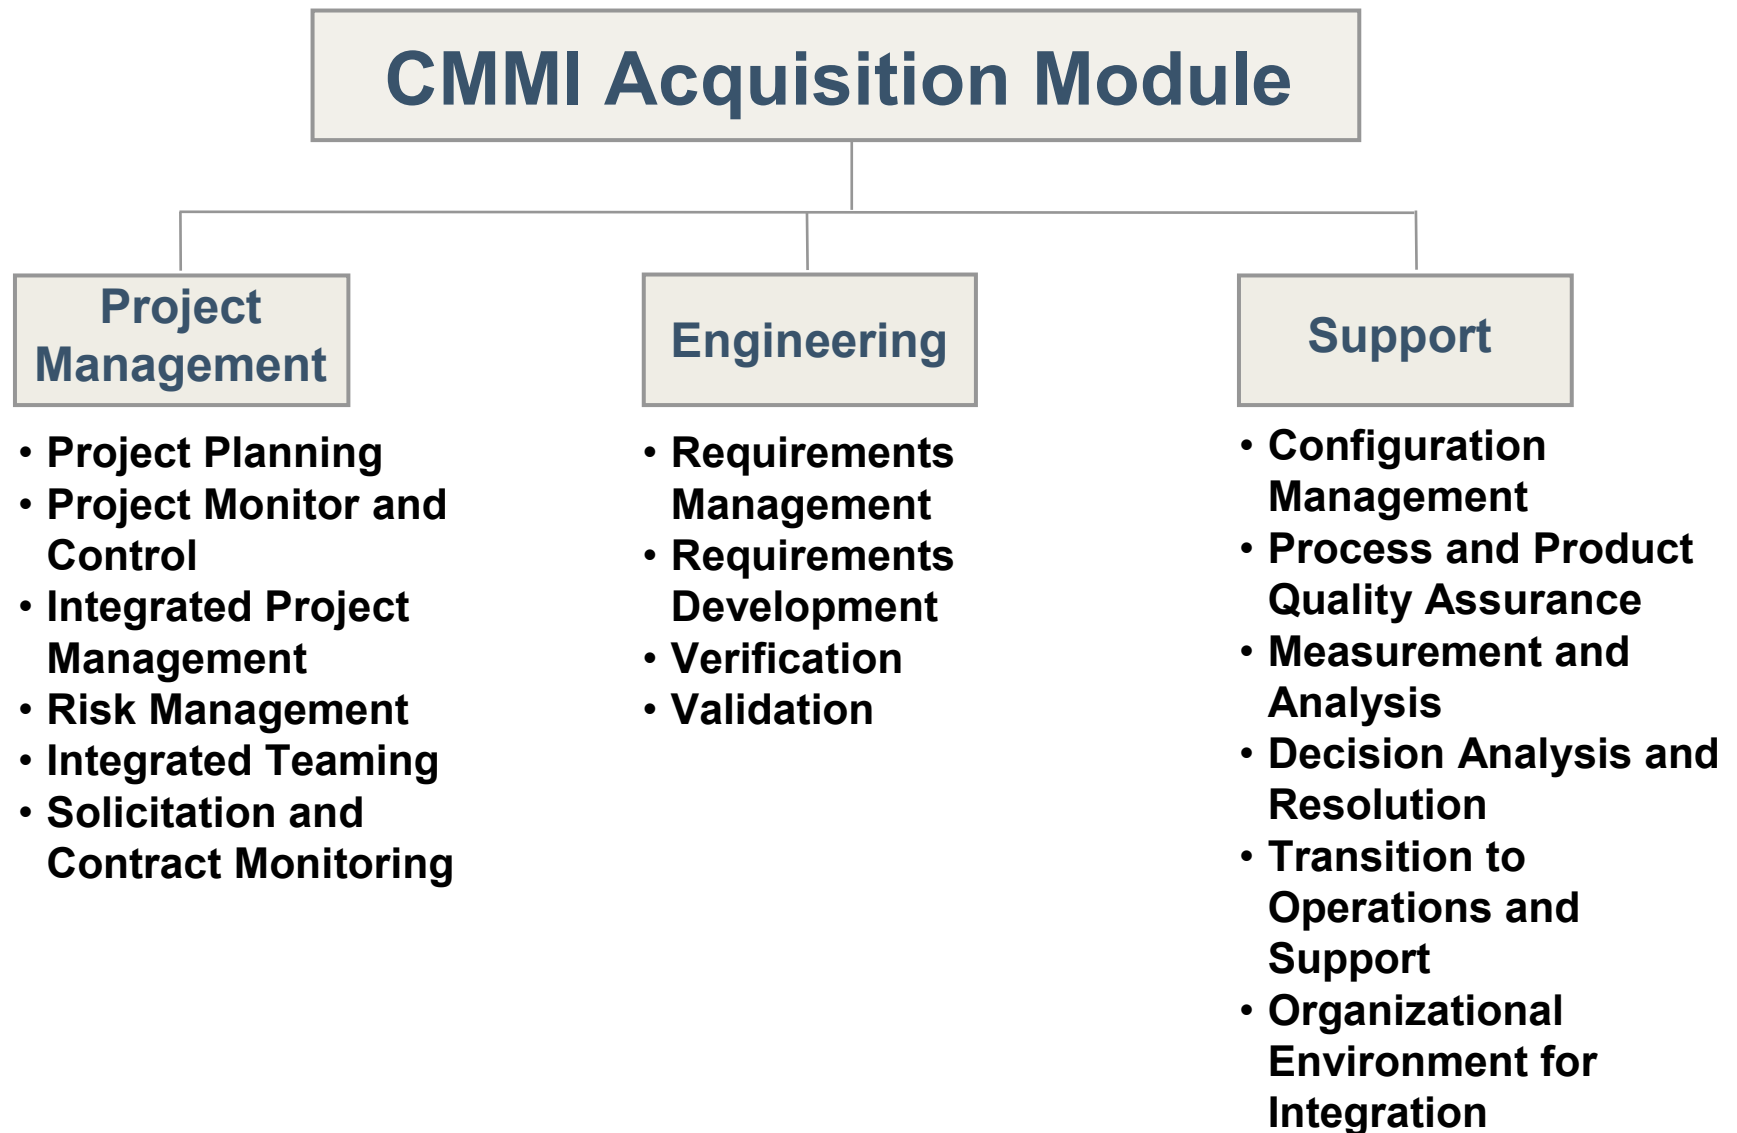 CMMI Acquisition Module
Project
Management
• Project Planning
• Project Monitor and
Control
• Integrated Project
Management
• Risk Management
• Integrated Teaming
• Solicitation and
Contract Monitoring
Engineering
• Requirements
Management
• Requirements
Development
• Verification
• Validation
Support
• Configuration
Management
• Process and Product
Quality Assurance
• Measurement and
Analysis
• Decision Analysis and
Resolution
• Transition to
Operations and
Support
• Organizational
Environment for
Integration